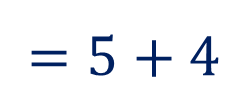 = 5 + 4